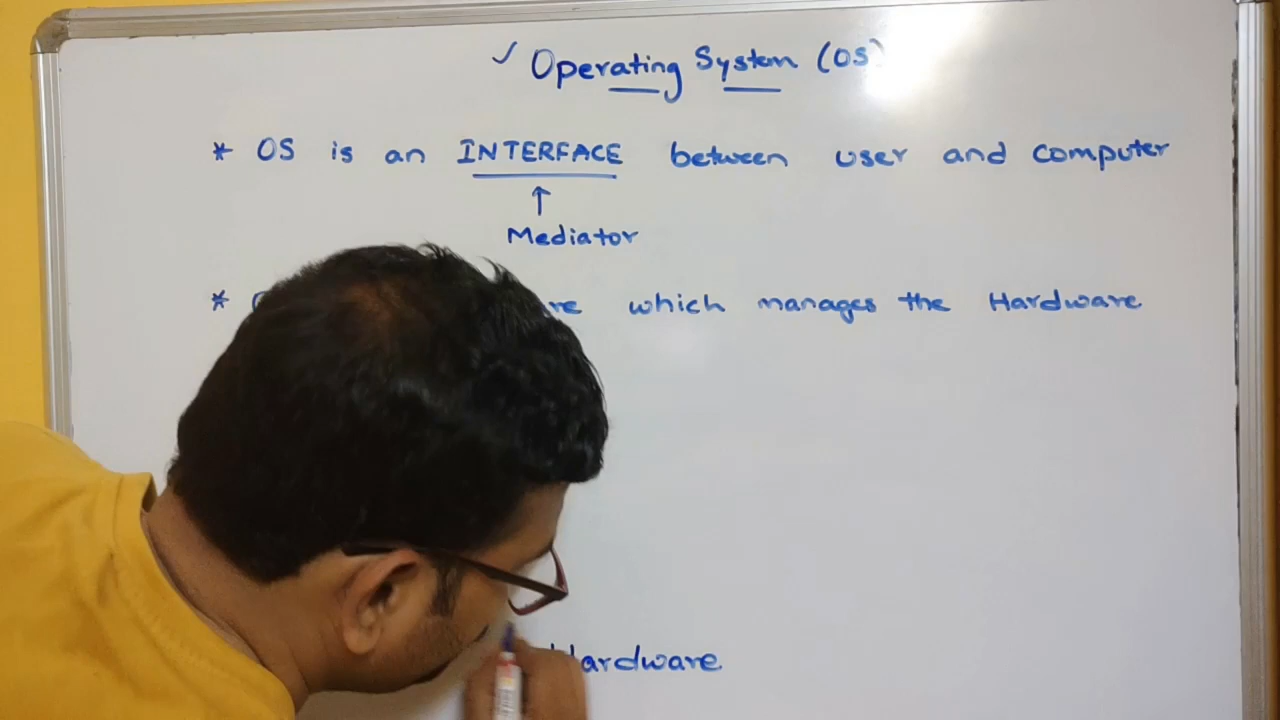 ✓ Operating System (OS)
* OS is an INTERFACE between user and computer
↑
Mediator
* which manages the Hardware
Hardware